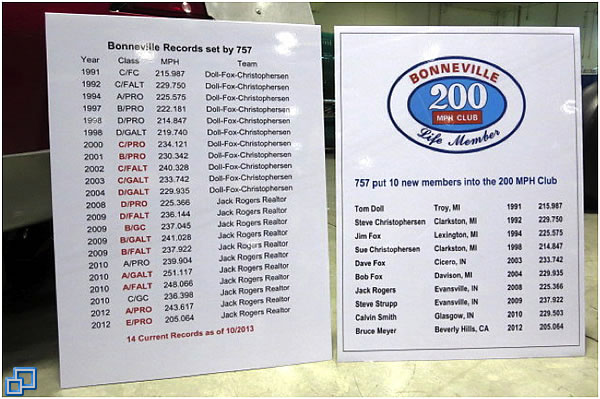 Bonneville Records set by 757
Year Class MPH Team
1991 C/FC 215.987 Doll-Fox-Christophersen
1992 C/FALT 229.750 Doll-Fox-Christophersen
1994 A/PRO 225.575 Doll-Fox-Christophersen
1997 B/PRO 222.181 Doll-Fox-Christophersen
1998 D/PRO 214.847 Doll-Fox-Christophersen
1998 D/GALT 219.740 Doll-Fox-Christophersen
2000 C/PRO 234.121 Doll-Fox-Christophersen
2001 B/PRO 230.342 Doll-Fox-Christophersen
2002 C/FALT 240.328 Doll-Fox-Christophersen
2003 C/GALT 233.742 Doll-Fox-Christophersen
2004 D/GALT 229.935 Doll-Fox-Christophersen
2008 D/PRO 225.366 Jack Rogers Realtor
2009 D/FALT 236.144 Jack Rogers Realtor
2009 B/GC 237.045 Jack Rogers Realtor
2009 B/GALT 241.028 Jack Rogers Realtor
2009 B/FALT 237.922 Jack Rogers Realtor
2010 A/PRO 239.904 Jack Rogers Realtor
2010 A/GALT 251.117 Jack Rogers Realtor
2010 A/FALT 248.066 Jack Rogers Realtor
2010 C/GC 236.398 Jack Rogers Realtor
2012 A/PRO 243.617 Jack Rogers Realtor
2012 E/PRO 205.064 Jack Rogers Realtor
14 Current Records as of 10/2013
BONNEVILLE
200
MPH CLUB
Life Member
757 put 10 new members into the 200 MPH Club
Tom Doll Troy, MI 1991 215.987
Steve Christophersen Clarkston, MI 1992 229.750
Jim Fox Lexington, MI 1994 225.575
Sue Christophersen Clarkston, MI 1998 214.847
Dave Fox Cicero, IN 2003 233.742
Bob Fox Davison, MI 2004 229.935
Jack Rogers Evansville, IN 2008 225.366
Steve Strupp Evansville, IN 2009 237.922
Calvin Smith Glasgow, IN 2010 229.503
Bruce Meyer Beverly Hills, CA 2012 205.064